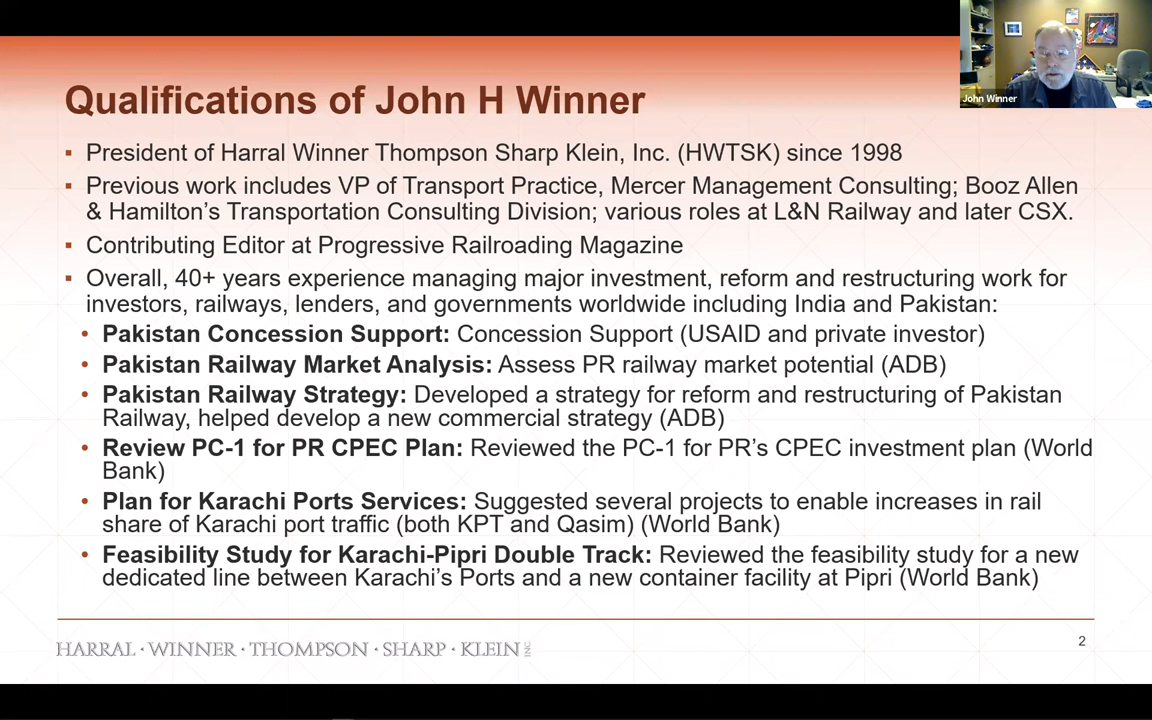 John Winner
Qualifications of John H Winner
▪ President of Harral Winner Thompson Sharp Klein, Inc. (HWTSK) since 1998
▪ Previous work includes VP of Transport Practice, Mercer Management Consulting; Booz Allen
& Hamilton’s Transportation Consulting Division; various roles at L&N Railway and later CSX.
▪ Contributing Editor at Progressive Railroading Magazine
▪ Overall, 40+ years experience managing major investment, reform and restructuring work for
investors, railways, lenders, and governments worldwide including India and Pakistan:
• Pakistan Concession Support: Concession Support (USAID and private investor)
• Pakistan Railway Market Analysis: Assess PR railway market potential (ADB)
• Pakistan Railway Strategy: Developed a strategy for reform and restructuring of Pakistan
Railway, helped develop a new commercial strategy (ADB)
• Review PC-1 for PR CPEC Plan: Reviewed the PC-1 for PR’s CPEC investment plan (World
Bank)
• Plan for Karachi Ports Services: Suggested several projects to enable increases in rail
share of Karachi port traffic (both KPT and Qasim) (World Bank)
• Feasibility Study for Karachi-Pipri Double Track: Reviewed the feasibility study for a new
dedicated line between Karachi’s Ports and a new container facility at Pipri (World Bank)
HARRAL · WINNER · THOMPSON · SHARP · KLEIN INC
2